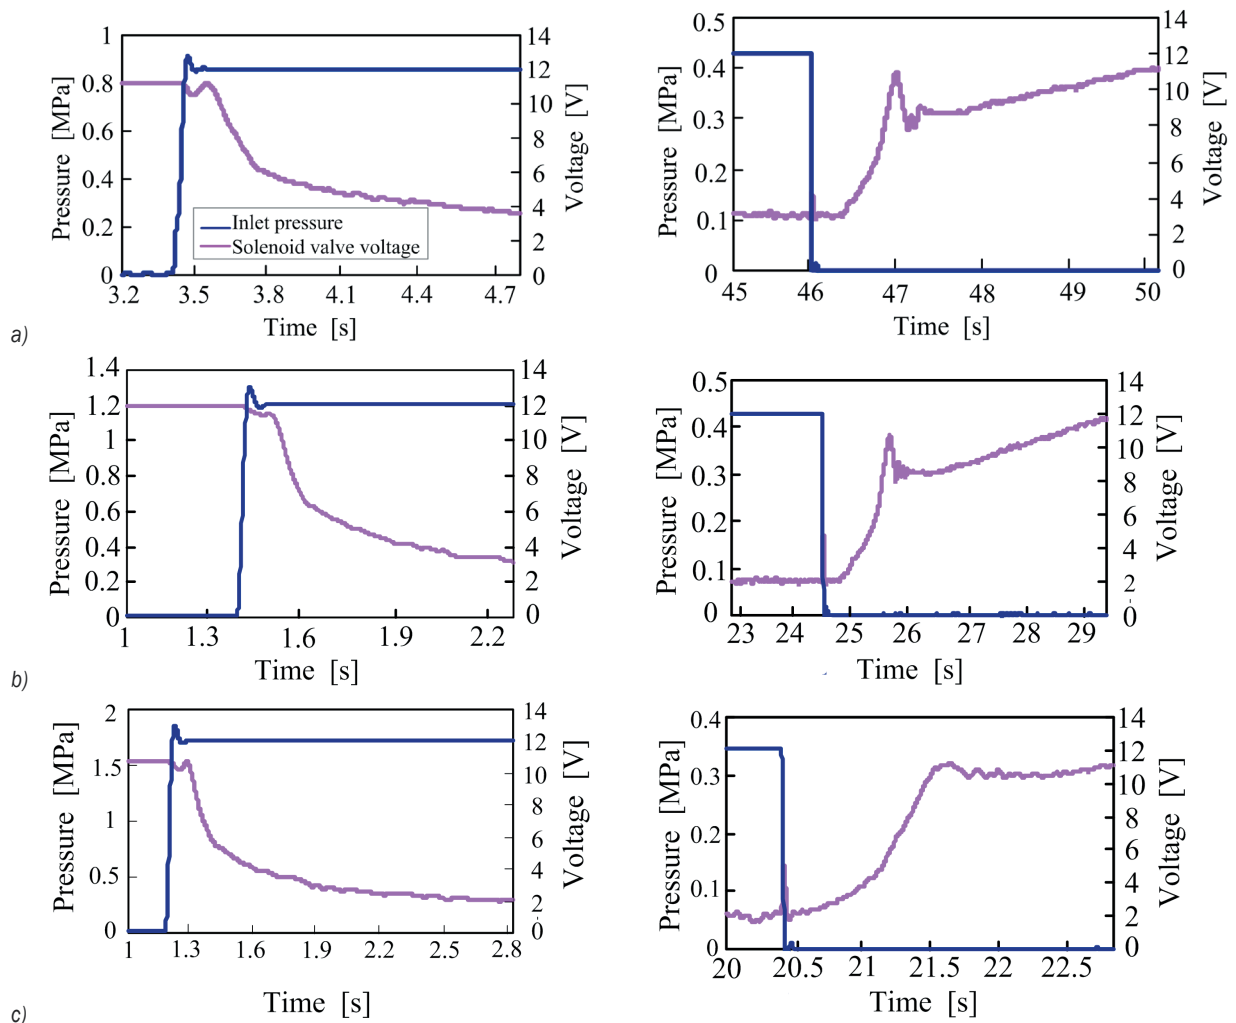 1
0.8
0.6
0.4
0.2
0
Pressure [MPa]
14
12
10
8
6
4
2
0
Voltage [V]
Inlet pressure
Solenoid valve voltage
3.2 3.5 3.8 4.1 4.4 4.7
Time [s]
0.5
0.4
0.3
0.2
0.1
0
Pressure [MPa]
14
12
10
8
6
4
2
0
Voltage [V]
45 46 47 48 49 50
Time [s]
a)
1.4
1.2
1
0.8
0.6
0.4
0.2
0
Pressure [MPa]
14
12
10
8
6
4
2
0
Voltage [V]
1 1.3 1.6 1.9 2.2
Time [s]
0.5
0.4
0.3
0.2
0.1
0
Pressure [MPa]
14
12
10
8
6
4
2
0
Voltage [V]
23 24 25 26 27 28 29
Time [s]
b)
2
1.5
1
0.5
0
Pressure [MPa]
14
12
10
8
6
4
2
0
Voltage [V]
1 1.3 1.6 1.9 2.2 2.5 2.8
Time [s]
0.4
0.3
0.2
0.1
0
Pressure [MPa]
14
12
10
8
6
4
2
0
Voltage [V]
20 20.5 21 21.5 22 22.5
Time [s]
c)